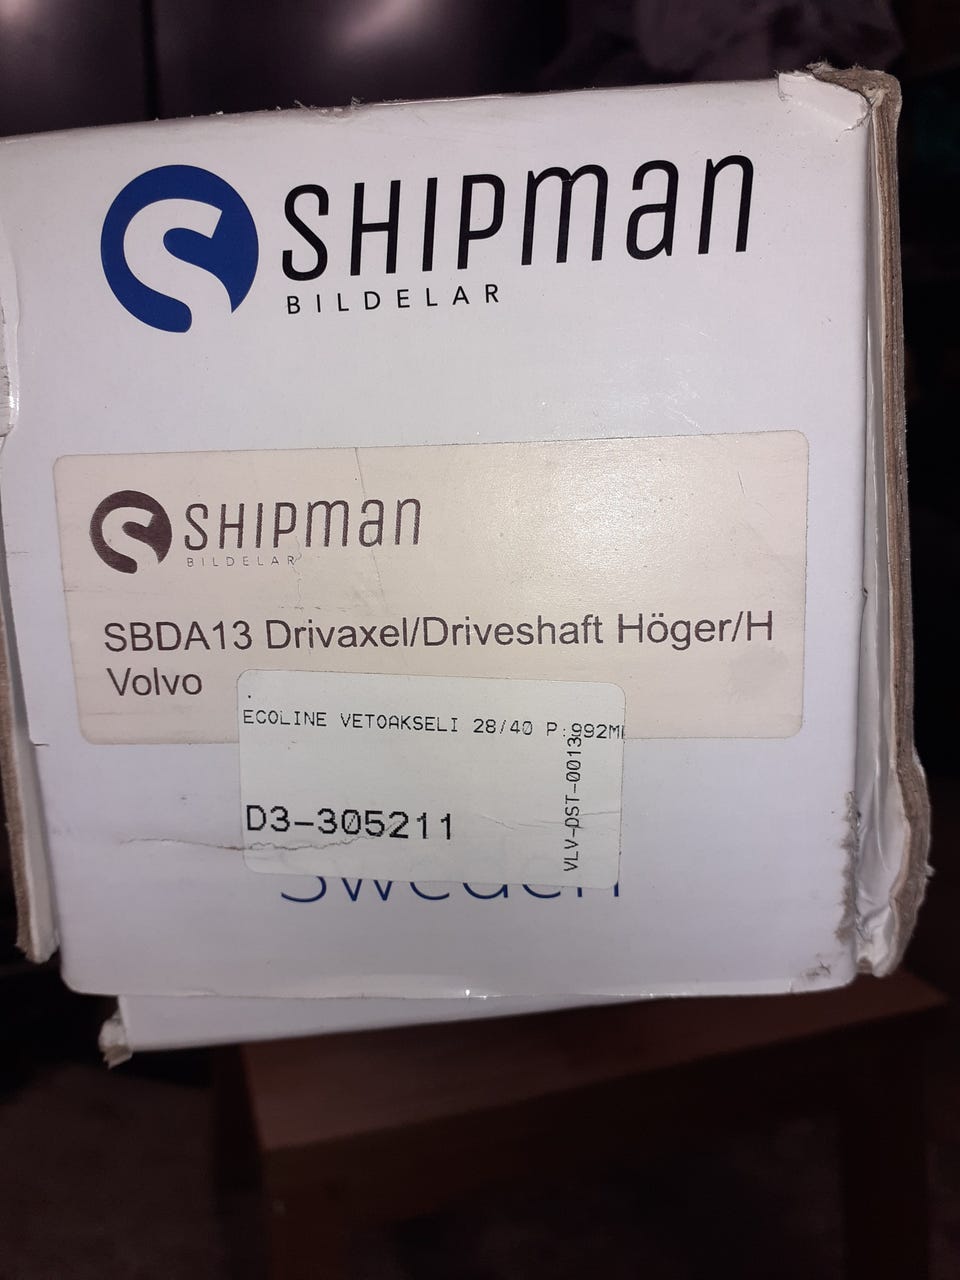 SHIPMAN
BILDELAR
SHIPMAN
BILDELAR
SBDA13 Drivaxel/Driveshaft Höger/H
Volvo
ECOLINE VETOAKSELI 28/40 P:992M
D3-305211
VLV-DST-0013
Sweden